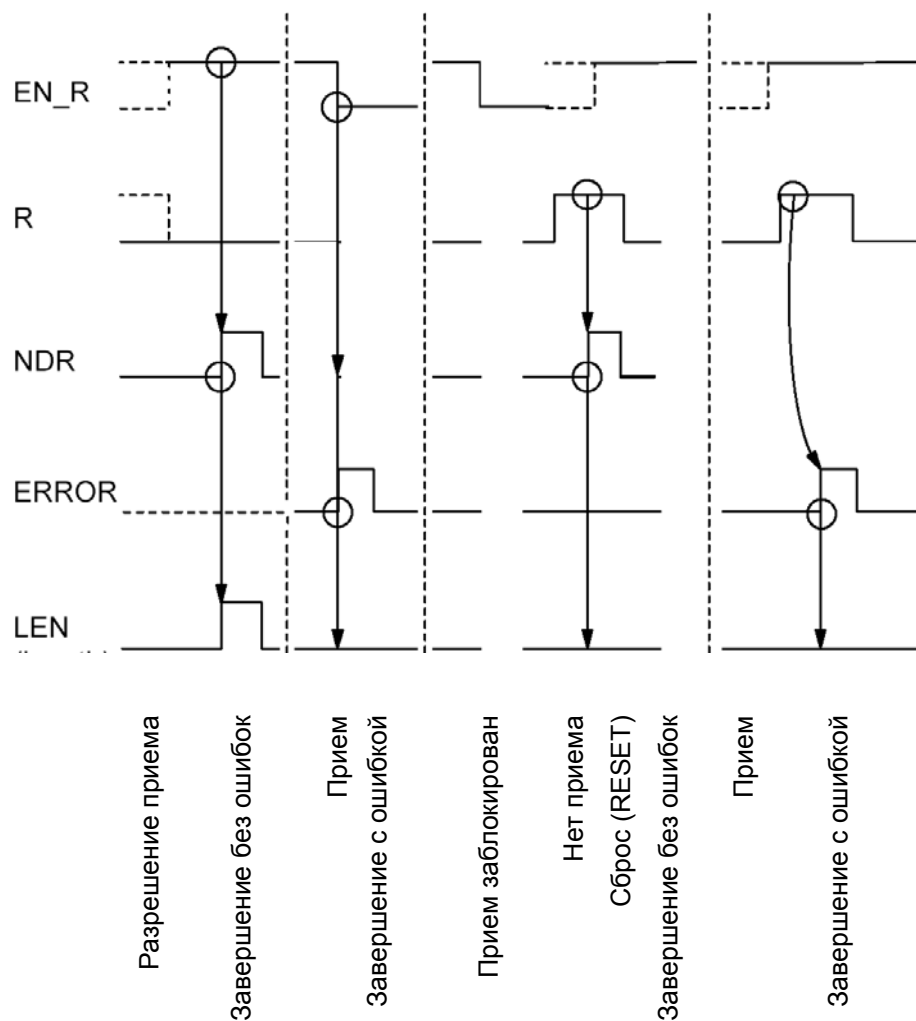 EN_R
R
NDR
ERROR
LEN
Разрешение приема
Завершение без ошибок
Прием
Завершение с ошибкой
Прием заблокирован
Нет приема
Сброс (RESET)
Завершение без ошибок
Прием
Завершение с ошибкой